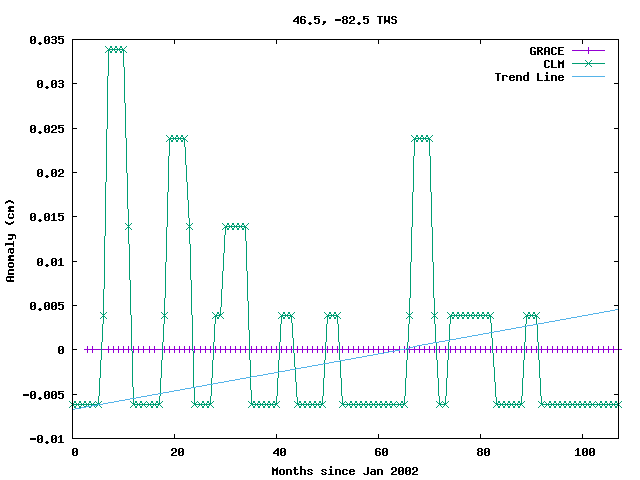 46.5, -82.5 TWS
GRACE
CLM
Trend Line
0.035
0.03
0.025
0.02
0.015
0.01
0.005
0
-0.005
-0.01
Anomaly (cm)
0 20 40 60 80 100
Months since Jan 2002